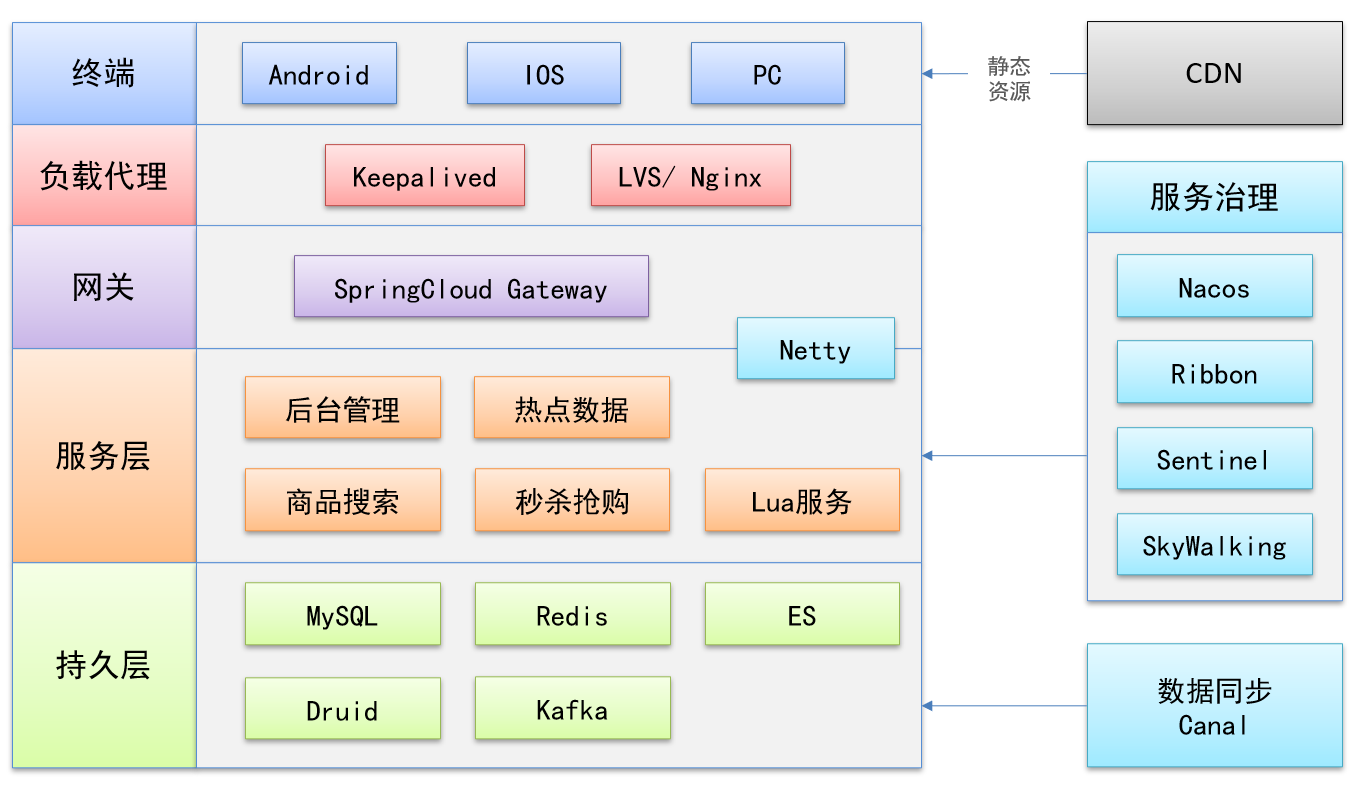 终端
Android
IOS
PC
静态
资源
CDN
负载代理
Keepalived
LVS/ Nginx
网关
SpringCloud Gateway
Netty
服务层
后台管理
热点数据
商品搜索
秒杀抢购
Lua服务
服务治理
Nacos
Ribbon
Sentinel
SkyWalking
持久层
MySQL
Redis
ES
Druid
Kafka
数据同步
Canal